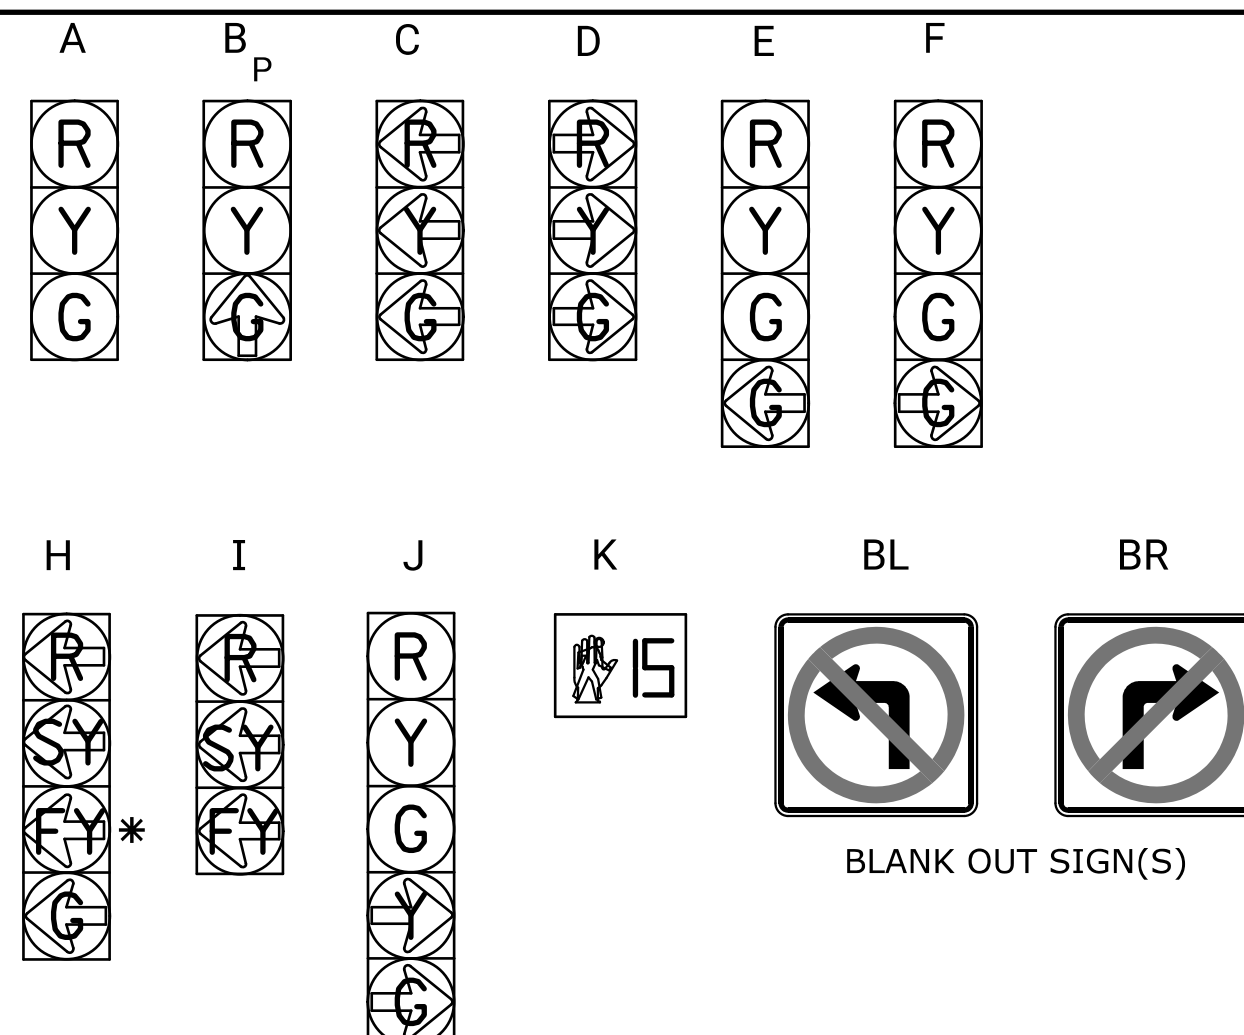 A B C D E F
P
R R R R R R
Y Y Y Y Y Y
G G G G G G
G G
H I J K BL BR
R R R 15
SY SY Y
FY* FY G
BLANK OUT SIGN(S)
G Y
G